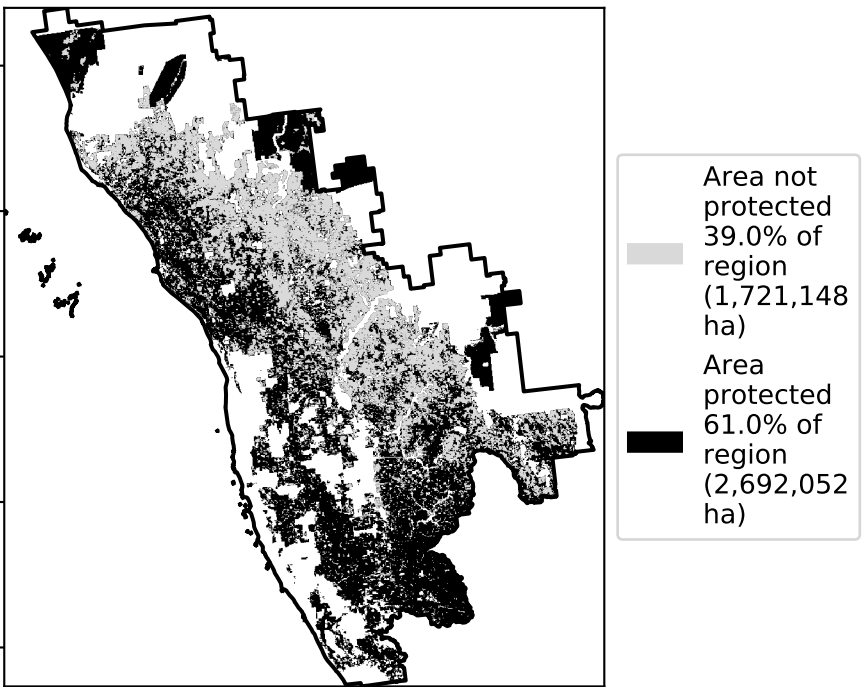 Area not
protected
39.0% of
region
(1,721,148
ha)
Area
protected
61.0% of
region
(2,692,052
ha)